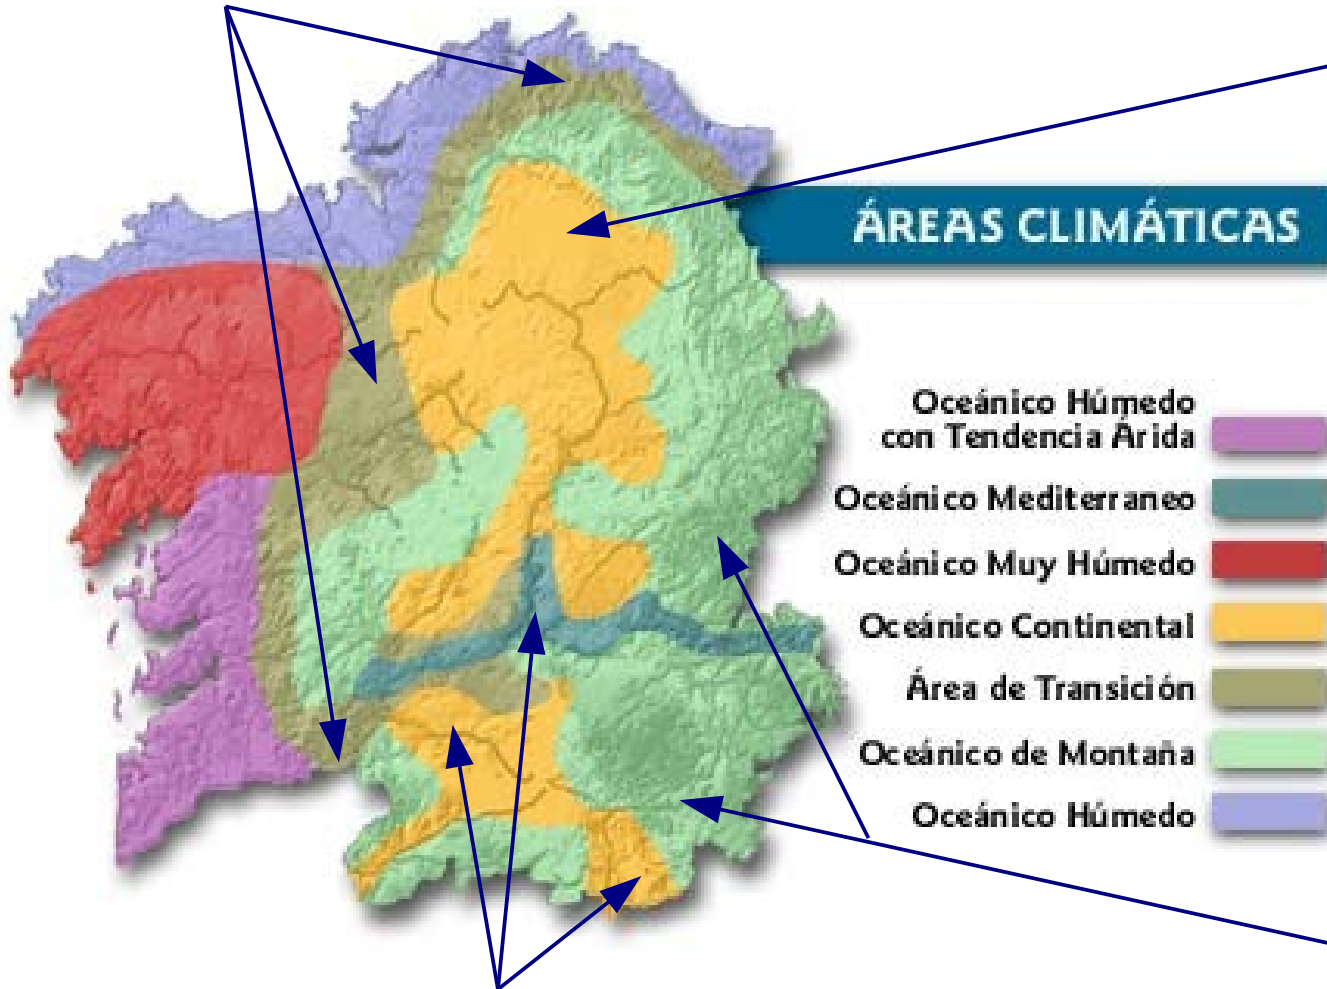 ÁREAS CLIMÁTICAS
Oceánico Húmedo
con Tendencia Árida
Oceánico Mediterraneo
Oceánico Muy Húmedo
Oceánico Continental
Área de Transición
Oceánico de Montaña
Oceánico Húmedo